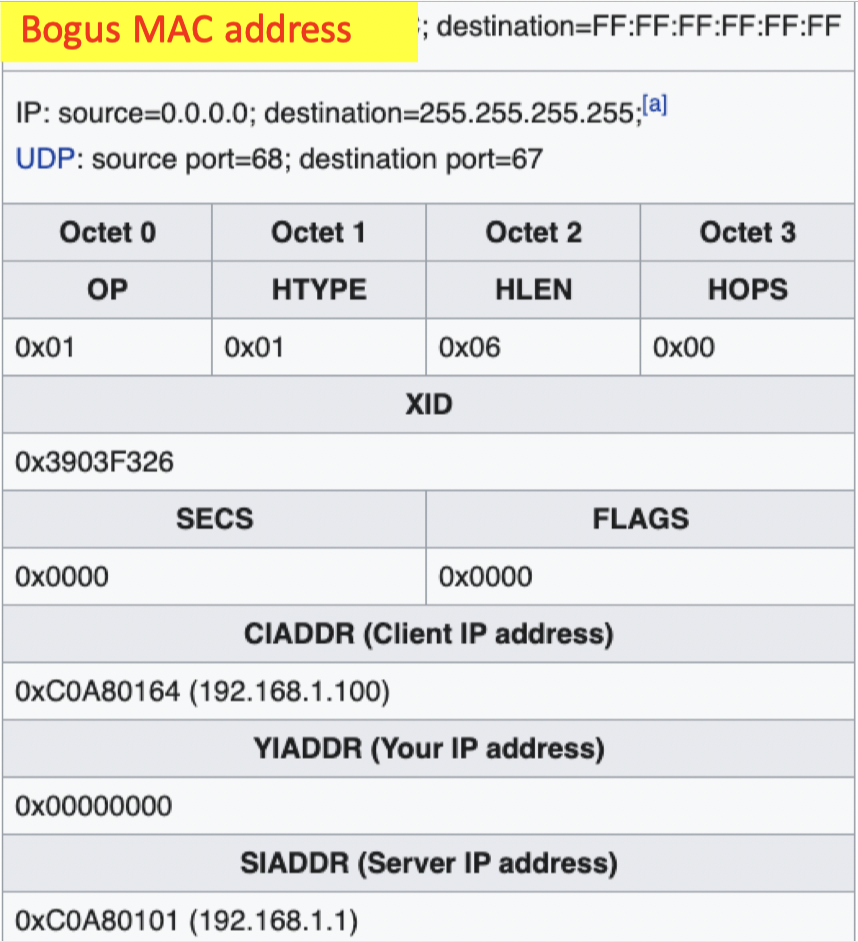 Bogus MAC address ; destination=FF:FF:FF:FF:FF:FF
IP: source=0.0.0.0; destination=255.255.255.255;[a]
UDP: source port=68; destination port=67
Octet 0 Octet 1 Octet 2 Octet 3
OP HTYPE HLEN HOPS
0x01 0x01 0x06 0x00
XID
0x3903F326
SECS FLAGS
0x0000 0x0000
CIADDR (Client IP address)
0xC0A80164 (192.168.1.100)
YIADDR (Your IP address)
0x00000000
SIADDR (Server IP address)
0xC0A80101 (192.168.1.1)